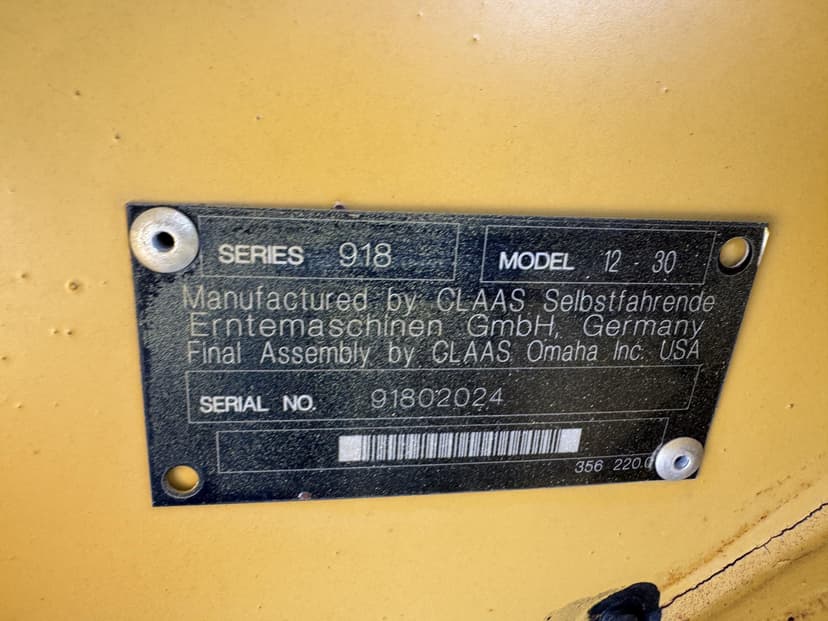 SERIES 918 MODEL 12 - 30
Manufactured by CLAAS Selbstfahrende
Erntemaschinen GmbH, Germany
Final Assembly by CLAAS Omaha Inc. USA
SERIAL NO. 91802024
356 220.0